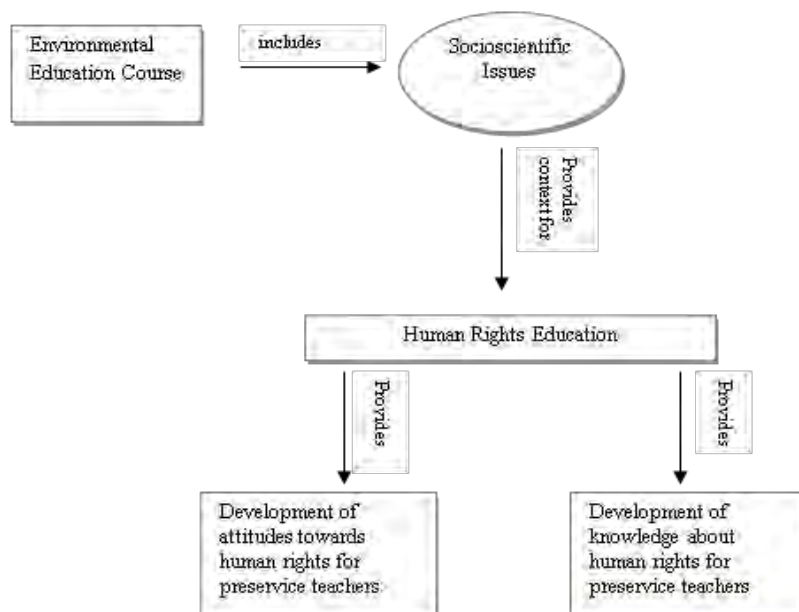 Environmental
Education Course
includes
Socioscientific
Issues
Provides
context for
Human Rights Education
Provides
Provides
Development of
attitudes towards
human rights for
preservice teachers
Development of
knowledge about
human rights for
preservice teachers